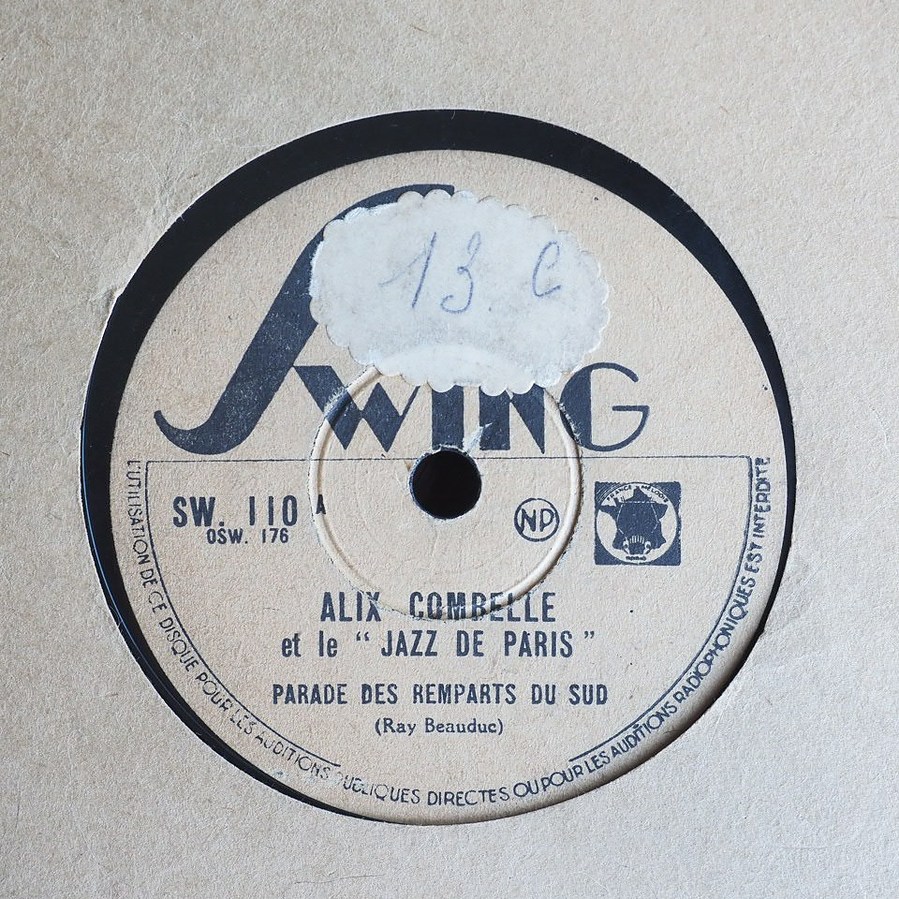 13. C
SWING
SW. 110 A
OSW. 176
NP
ALIX COMBELLE
et le " JAZZ DE PARIS "
PARADE DES REMPARTS DU SUD
(Ray Beauduc)
L'UTILISATION DE CE DISQUE POUR LES AUDITIONS PUBLIQUES DIRECTES OU POUR LES AUDITIONS RADIOPHONIQUES EST INTERDITE